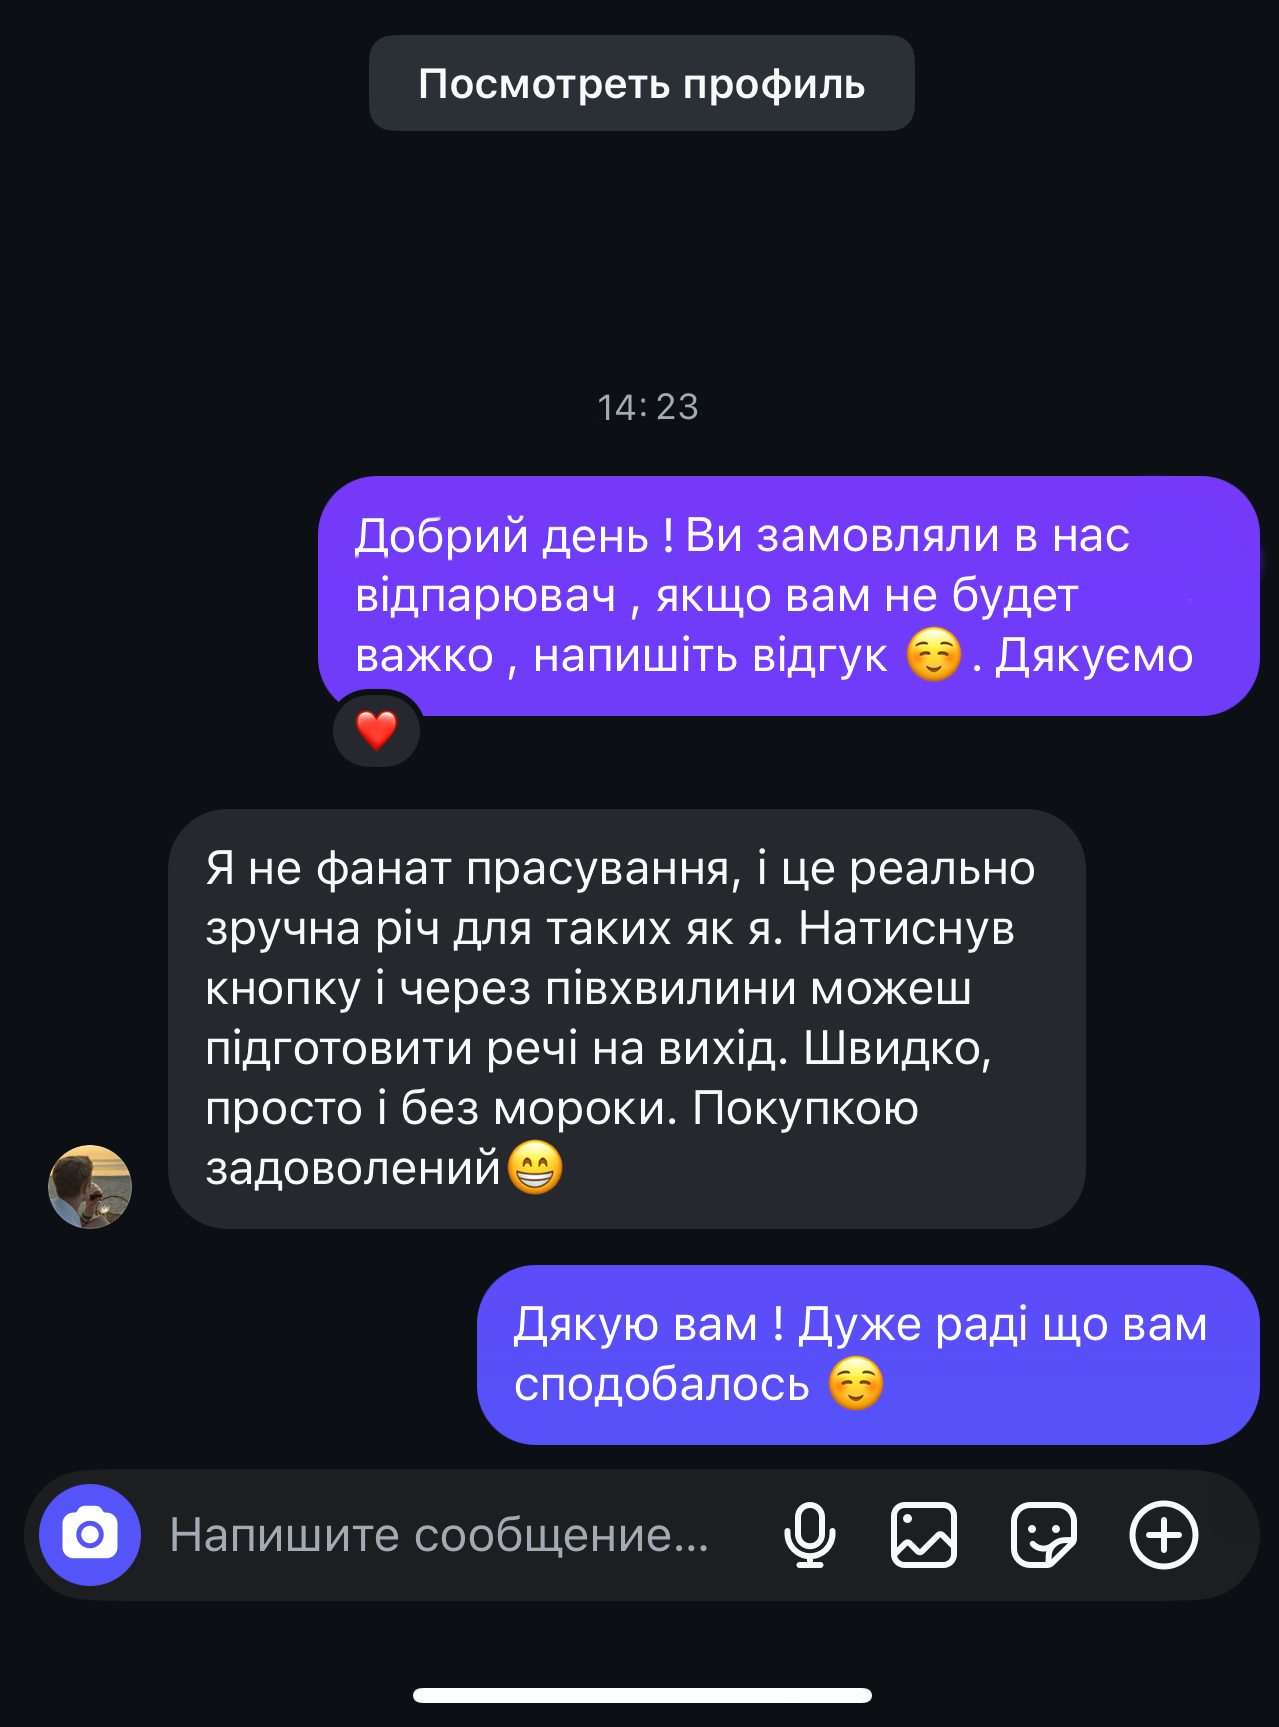 Посмотреть профиль
14:23
Добрий день ! Ви замовляли в нас
відпарювач , якщо вам не будет
важко , напишіть відгук ☺️ . Дякуємо
❤️
Я не фанат прасування, і це реально
зручна річ для таких як я. Натиснув
кнопку і через півхвилини можеш
підготовити речі на вихід. Швидко,
просто і без мороки. Покупкою
задоволений😁
Дякую вам ! Дуже раді що вам
сподобалось ☺️
Напишите сообщение...